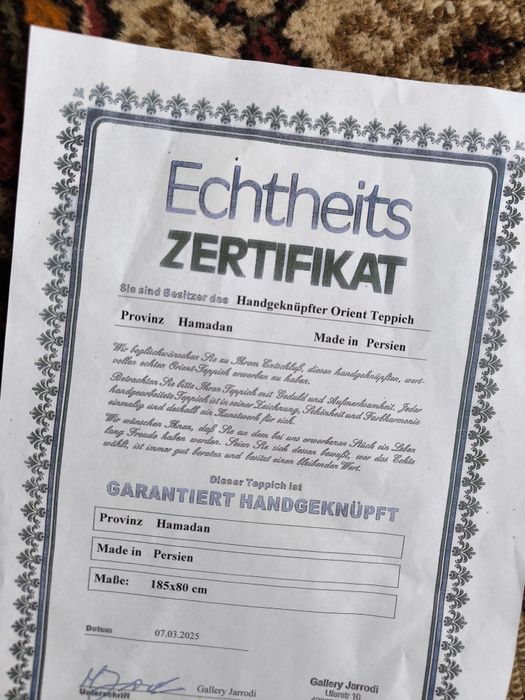 Echtheits
ZERTIFIKAT
Sie sind Besitzer des Handgeknüpfter Orient Teppich
Provinz Hamadan Made in Persien
Wir beglückwünschen Sie zu Ihrem Entschluß, diesen handgeknüpften, wert-
vollen echten Orient-Teppich erworben zu haben.
Betrachten Sie bitte Ihren Teppich mit Geduld und Aufmerksamkeit. Jeder
handgearbeitete Teppich ist in seiner Zeichnung, Schönheit und Farbharmonie
einmalig und deshalb ein Kunstwerk für sich.
Wir wünschen Ihnen, daß Sie an dem bei uns erworbenen Stück ein Leben
lang Freude haben werden. Seien Sie sich dessen bewußt, wer das Echte
wählt, ist immer gut beraten und besitzt einen bleibenden Wert.
Dieser Teppich ist
GARANTIERT HANDGEKNÜPFT
Provinz Hamadan
Made in Persien
Maße: 185x80 cm
Datum 07.03.2025
Unterschrift Gallery Jarrodi
Gallery Jarrodi
Uferstr 10